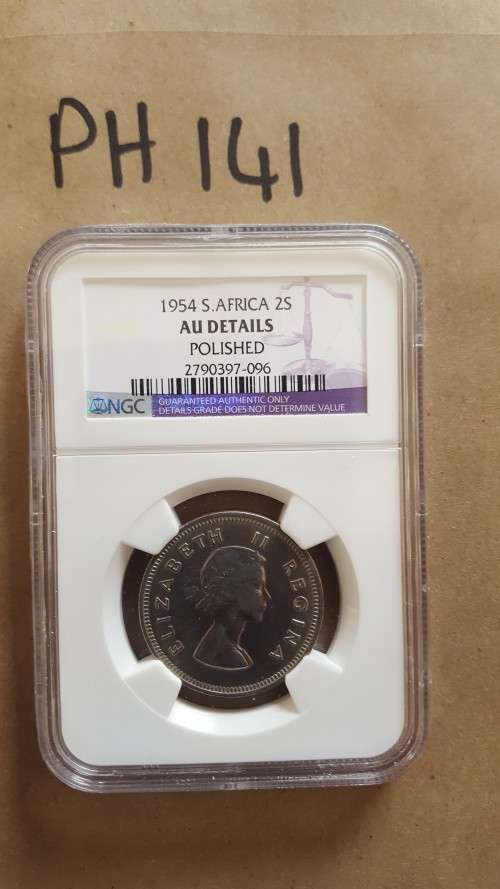 PH 141
1954 S.AFRICA 2S
AU DETAILS
POLISHED
2790397-096
NGC GUARANTEED AUTHENTIC ONLY
DETAILS GRADE DOES NOT DETERMINE VALUE
ELIZABETH II REGINA